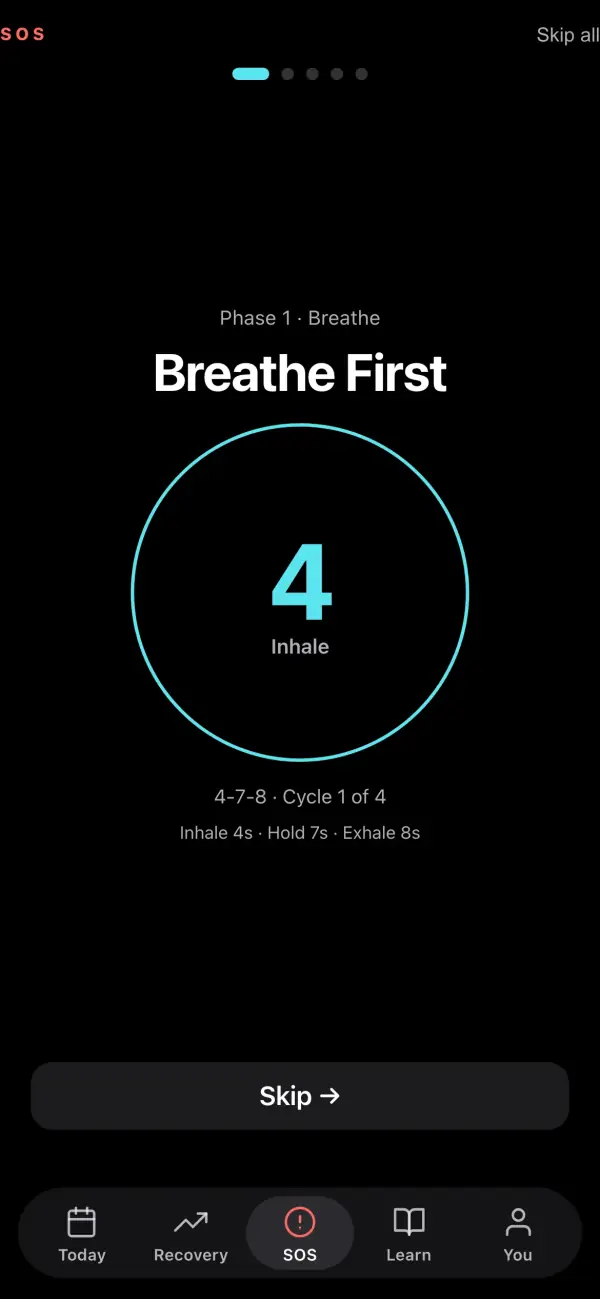 SOS
Skip all
Phase 1 · Breathe
Breathe First
4
Inhale
4-7-8 · Cycle 1 of 4
Inhale 4s · Hold 7s · Exhale 8s
Skip →
Today
Recovery
SOS
Learn
You